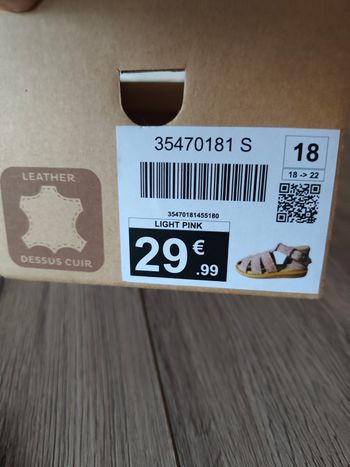 LEATHER
DESSUS CUIR
35470181 S
18
18 -> 22
35470181455180
LIGHT PINK
29 €
.99